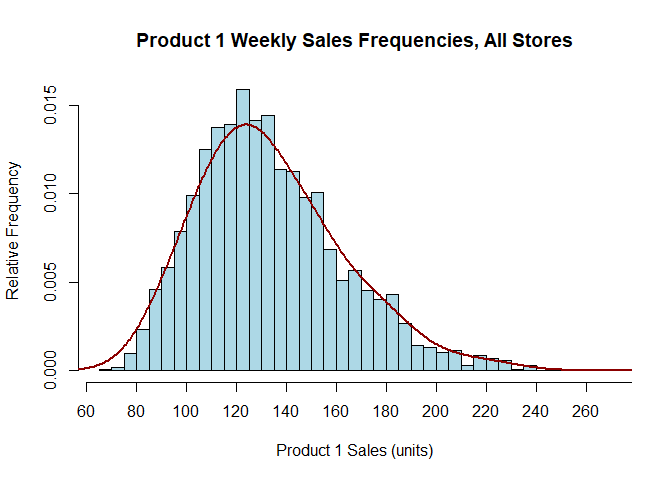 Product 1 Weekly Sales Frequencies, All Stores
Relative Frequency
0.015
0.010
0.005
0.000
60 80 100 120 140 160 180 200 220 240 260
Product 1 Sales (units)